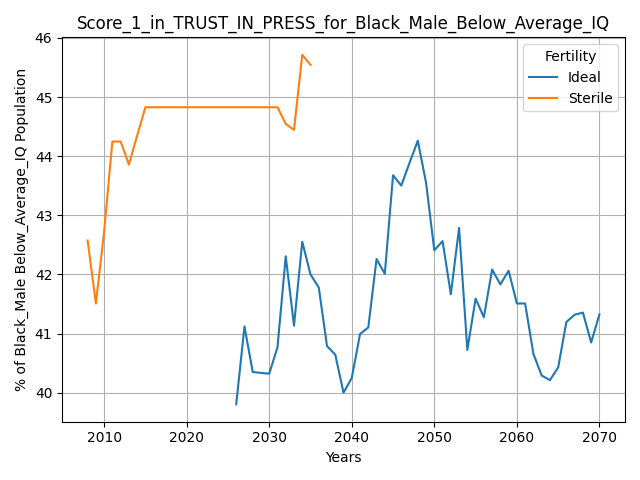 Score_1_in_TRUST_IN_PRESS_for_Black_Male_Below_Average_IQ
% of Black_Male Below_Average_IQ Population
46
45
44
43
42
41
40
Fertility
Ideal
Sterile
2010 2020 2030 2040 2050 2060 2070
Years